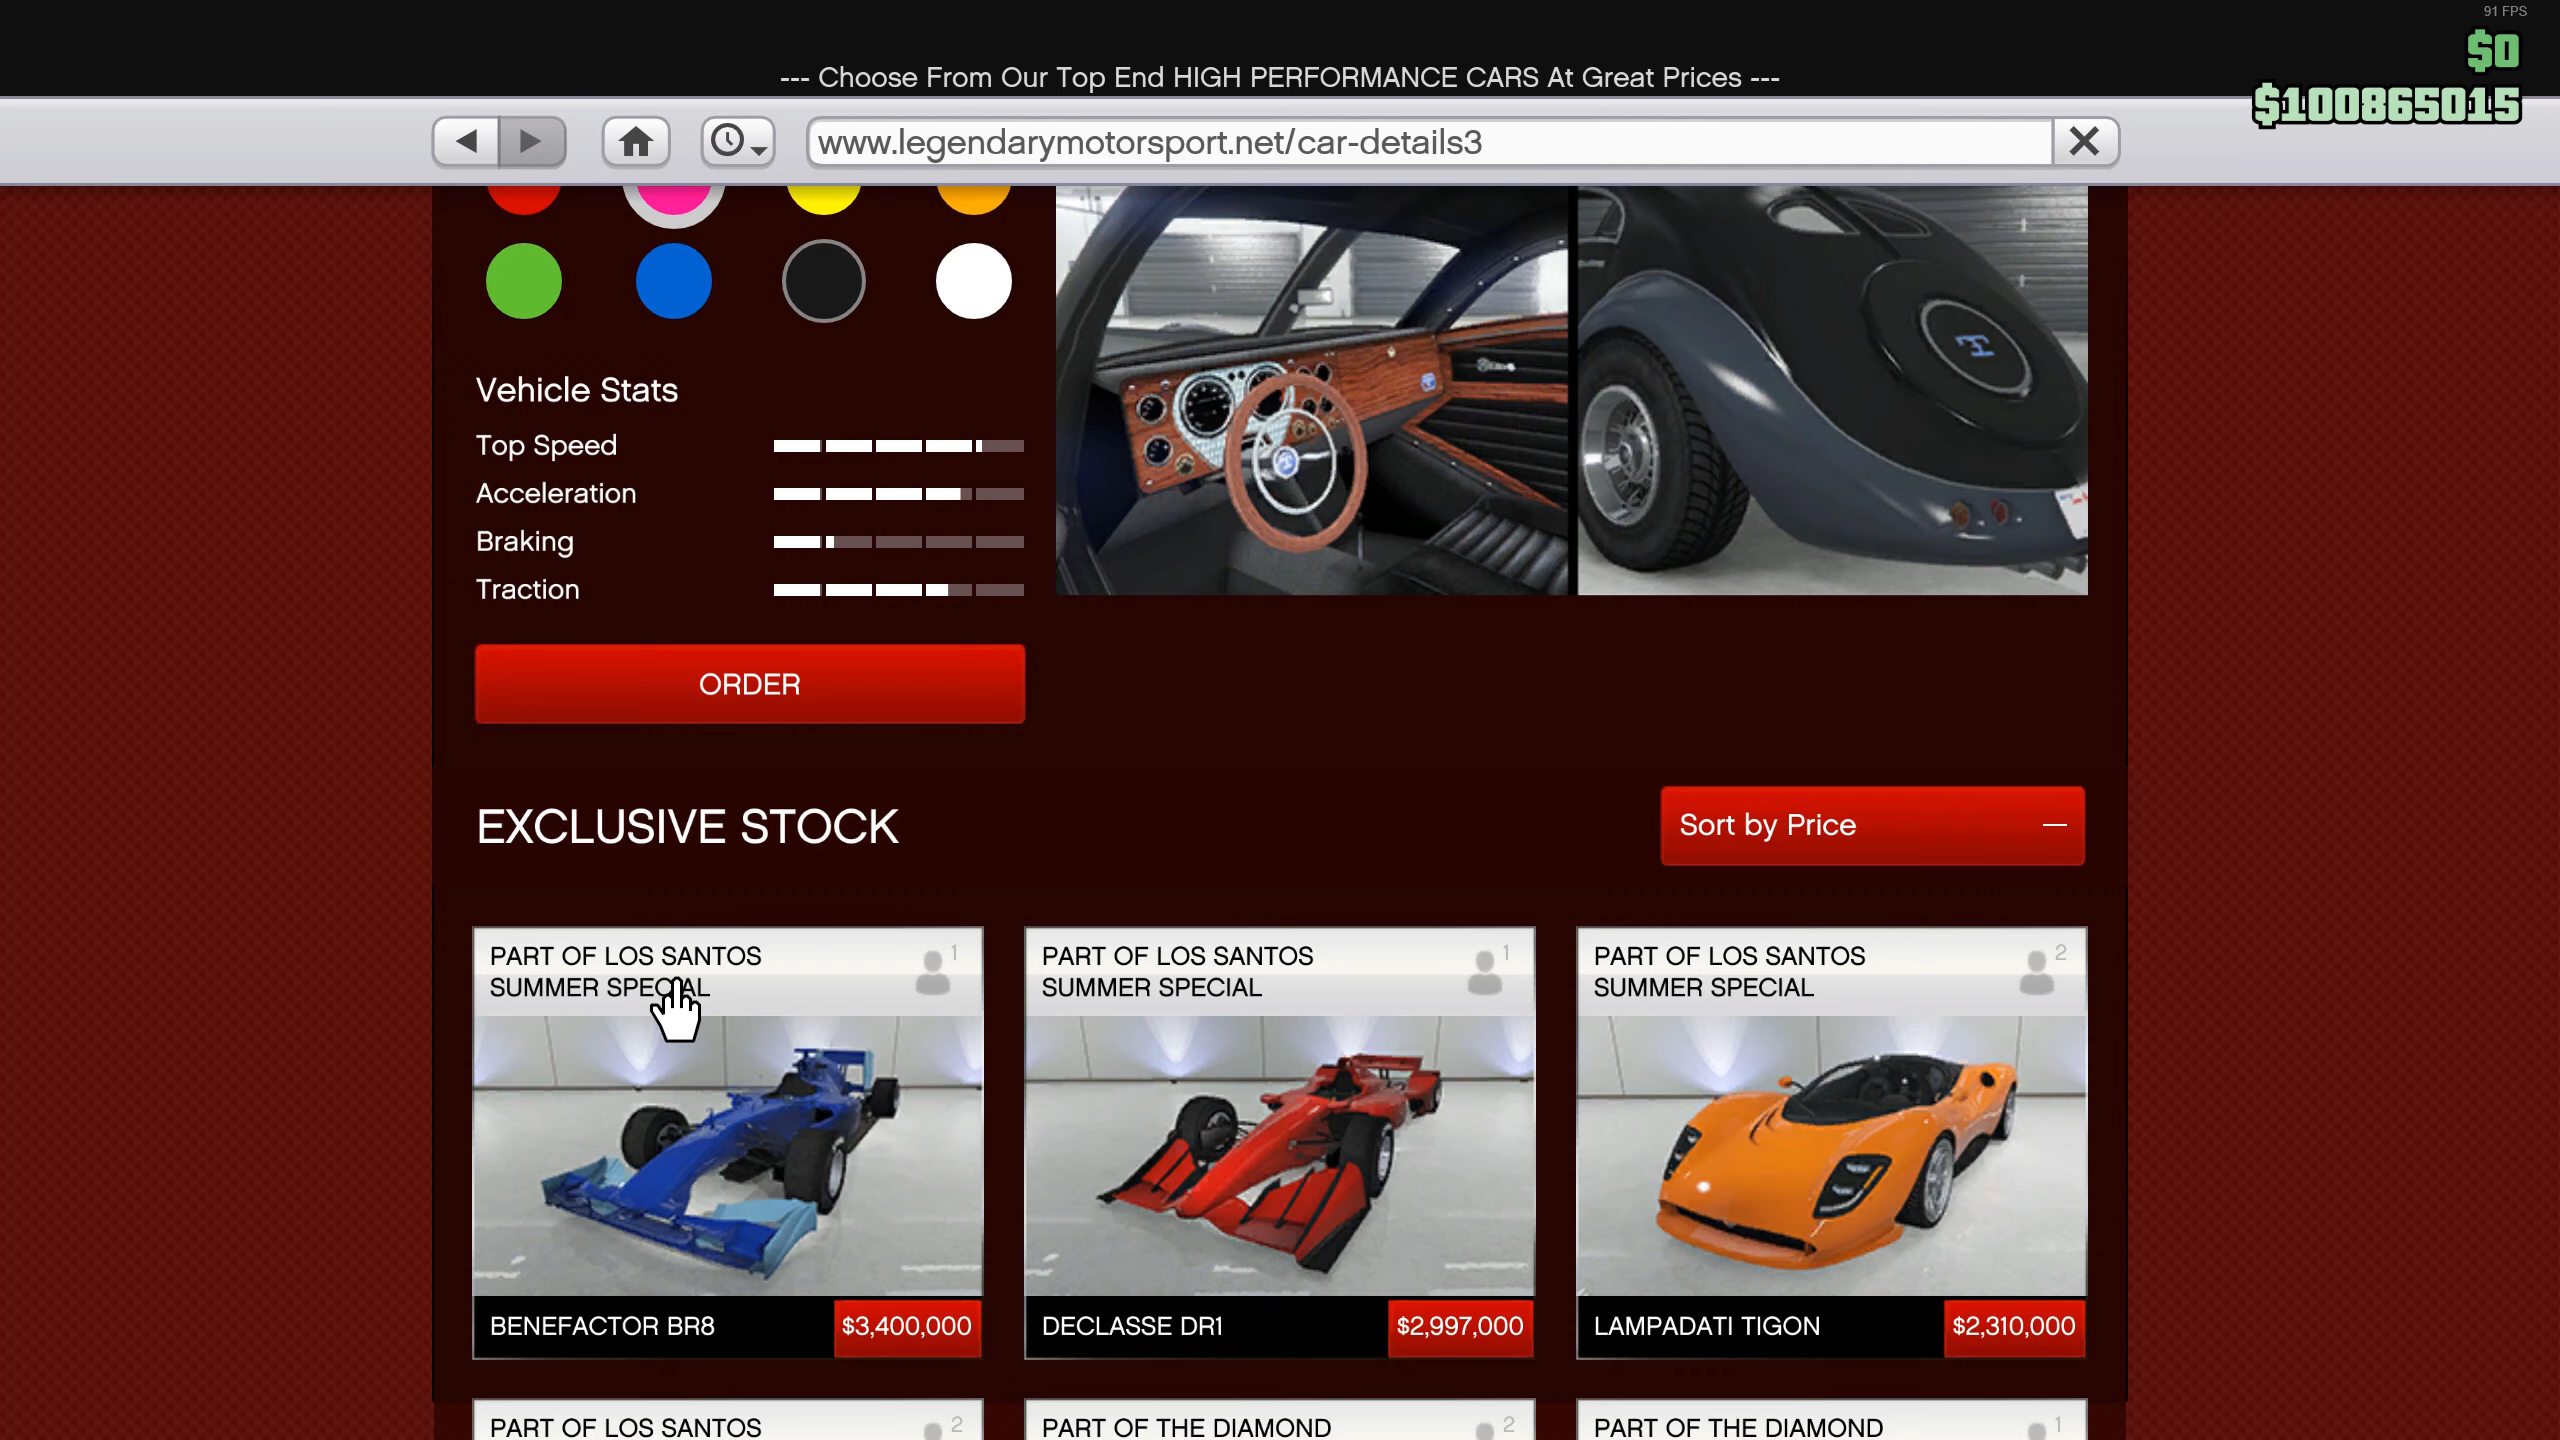 91 FPS
$0
--- Choose From Our Top End HIGH PERFORMANCE CARS At Great Prices ---
$100865015
www.legendarymotorsport.net/car-details3
Vehicle Stats
Top Speed
Acceleration
Braking
Traction
ORDER
EXCLUSIVE STOCK
Sort by Price
PART OF LOS SANTOS
SUMMER SPECIAL
1
BENEFACTOR BR8
$3,400,000
PART OF LOS SANTOS
SUMMER SPECIAL
1
DECLASSE DR1
$2,997,000
PART OF LOS SANTOS
SUMMER SPECIAL
2
LAMPADATI TIGON
$2,310,000
PART OF LOS SANTOS
2
PART OF THE DIAMOND
2
PART OF THE DIAMOND
1